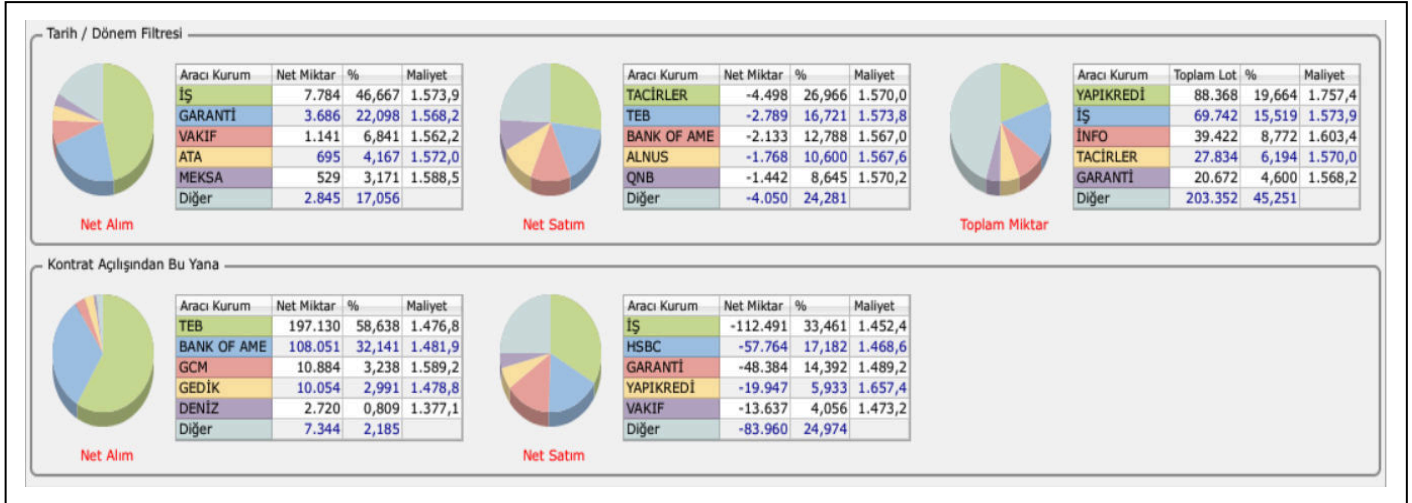 Tarih / Dönem Filtresi
Aracı Kurum Net Miktar % Maliyet
İŞ 7.784 46,667 1.573,9
GARANTİ 3.686 22,098 1.568,2
VAKIF 1.141 6,841 1.562,2
ATA 695 4,167 1.572,0
MEKSA 529 3,171 1.588,5
Diğer 2.845 17,056
Net Alım
Aracı Kurum Net Miktar % Maliyet
TACİRLER -4.498 26,966 1.570,0
TEB -2.789 16,721 1.573,8
BANK OF AME -2.133 12,788 1.567,0
ALNUS -1.768 10,600 1.567,6
QNB -1.442 8,645 1.570,2
Diğer -4.050 24,281
Net Satım
Aracı Kurum Toplam Lot % Maliyet
YAPIKREDİ 88.368 19,664 1.757,4
İŞ 69.742 15,519 1.573,9
İNFO 39.422 8,772 1.603,4
TACİRLER 27.834 6,194 1.570,0
GARANTİ 20.672 4,600 1.568,2
Diğer 203.352 45,251
Toplam Miktar
Kontrat Açılışından Bu Yana
Aracı Kurum Net Miktar % Maliyet
TEB 197.130 58,638 1.476,8
BANK OF AME 108.051 32,141 1.481,9
GCM 10.884 3,238 1.589,2
GEDİK 10.054 2,991 1.478,8
DENİZ 2.720 0,809 1.377,1
Diğer 7.344 2,185
Net Alım
Aracı Kurum Net Miktar % Maliyet
İŞ -112.491 33,461 1.452,4
HSBC -57.764 17,182 1.468,6
GARANTİ -48.384 14,392 1.489,2
YAPIKREDİ -19.947 5,933 1.657,4
VAKIF -13.637 4,056 1.473,2
Diğer -83.960 24,974
Net Satım